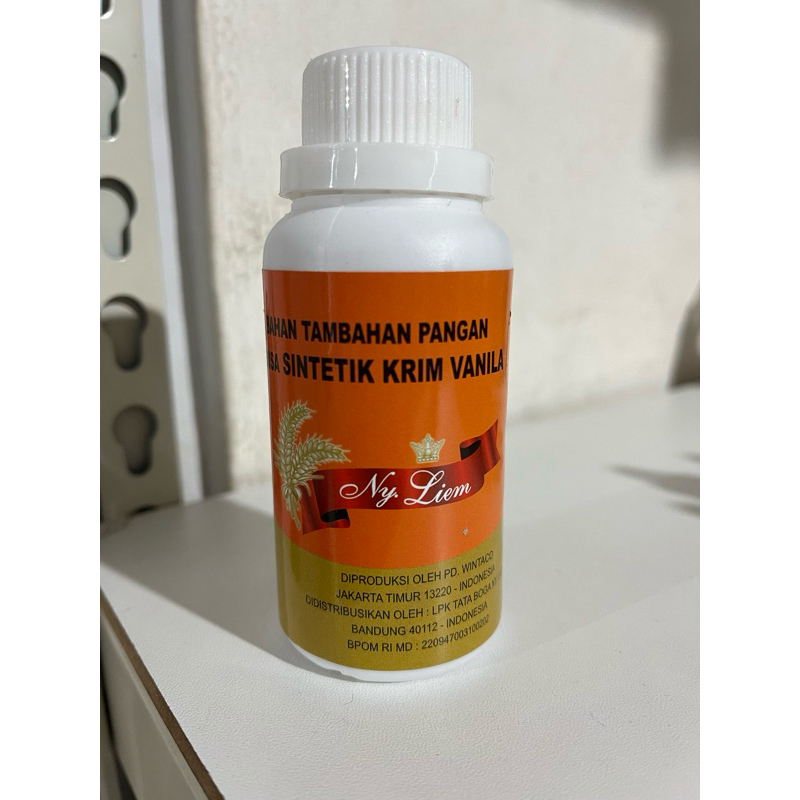 BAHAN TAMBAHAN PANGAN
SINTETIK KRIM VANILA
Ny. Liem
DIPRODUKSI OLEH PD. WINTACO
JAKARTA TIMUR 13220 - INDONESIA
DIDISTRIBUSIKAN OLEH : LPK TATA BOGA
BANDUNG 40112 - INDONESIA
BPOM RI MD : 220947003100202